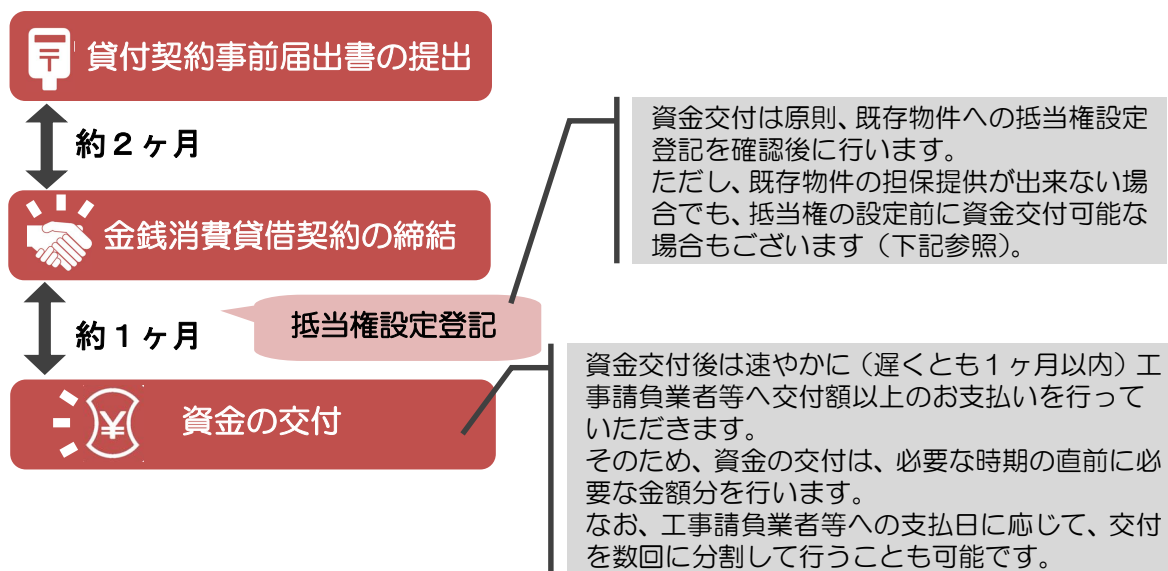 貸付契約事前届出書の提出
約２ヶ月
金銭消費貸借契約の締結
約１ヶ月
抵当権設定登記
資金の交付
資金交付は原則、既存物件への抵当権設定
登記を確認後に行います。
ただし、既存物件の担保提供が出来ない場
合でも、抵当権の設定前に資金交付可能な
場合もございます（下記参照）。
資金交付後は速やかに（遅くとも１ヶ月以内）工
事請負業者等へ交付額以上のお支払いを行って
いただきます。
そのため、資金の交付は、必要な時期の直前に必
要な金額分を行います。
なお、工事請負業者等への支払日に応じて、交付
を数回に分割して行うことも可能です。